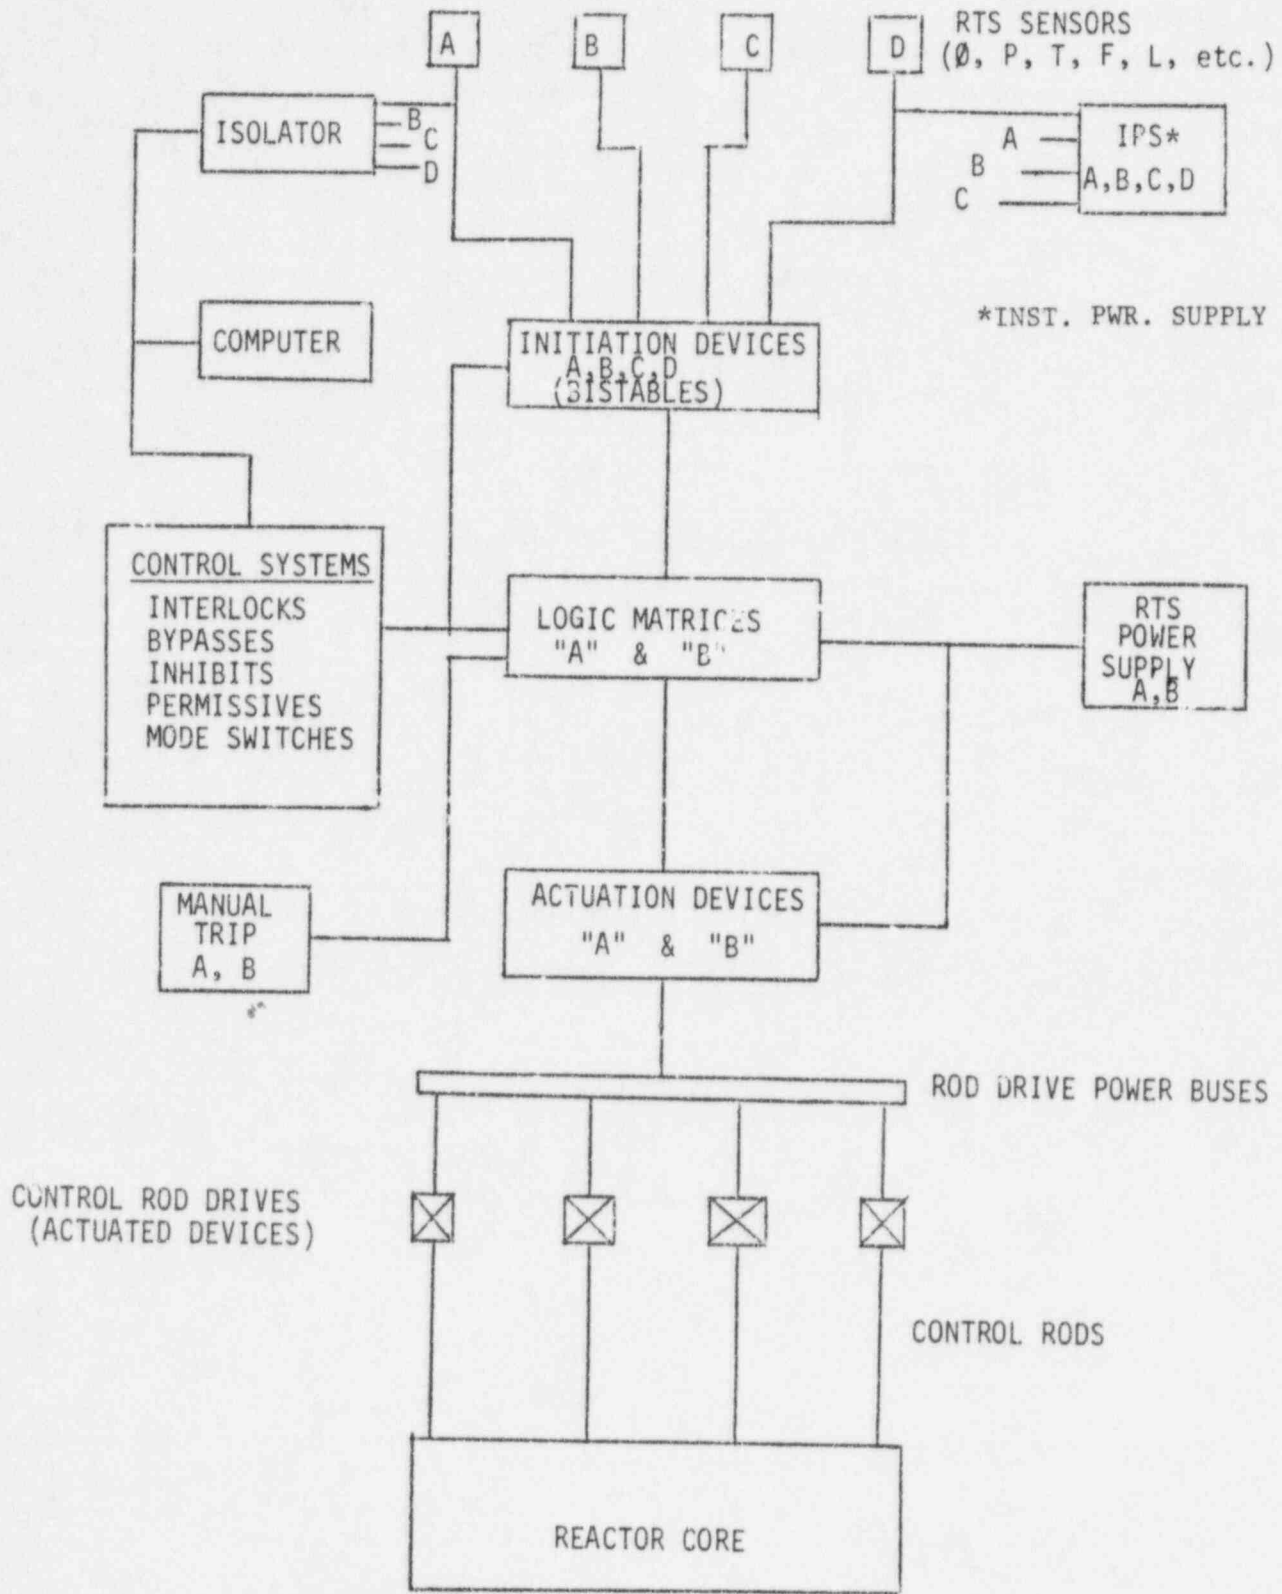 A
B
C
D
RTS SENSORS
(Ø, P, T, F, L, etc.)
ISOLATOR
B
C
D
A
B
C
IPS*
A,B,C,D
*INST. PWR. SUPPLY
COMPUTER
INITIATION DEVICES
A,B,C,D
(BISTABLES)
CONTROL SYSTEMS
INTERLOCKS
BYPASSES
INHIBITS
PERMISSIVES
MODE SWITCHES
LOGIC MATRICES
"A" & "B"
RTS
POWER
SUPPLY
A,B
MANUAL
TRIP
A, B
ACTUATION DEVICES
"A" & "B"
ROD DRIVE POWER BUSES
CONTROL ROD DRIVES
(ACTUATED DEVICES)
CONTROL RODS
REACTOR CORE